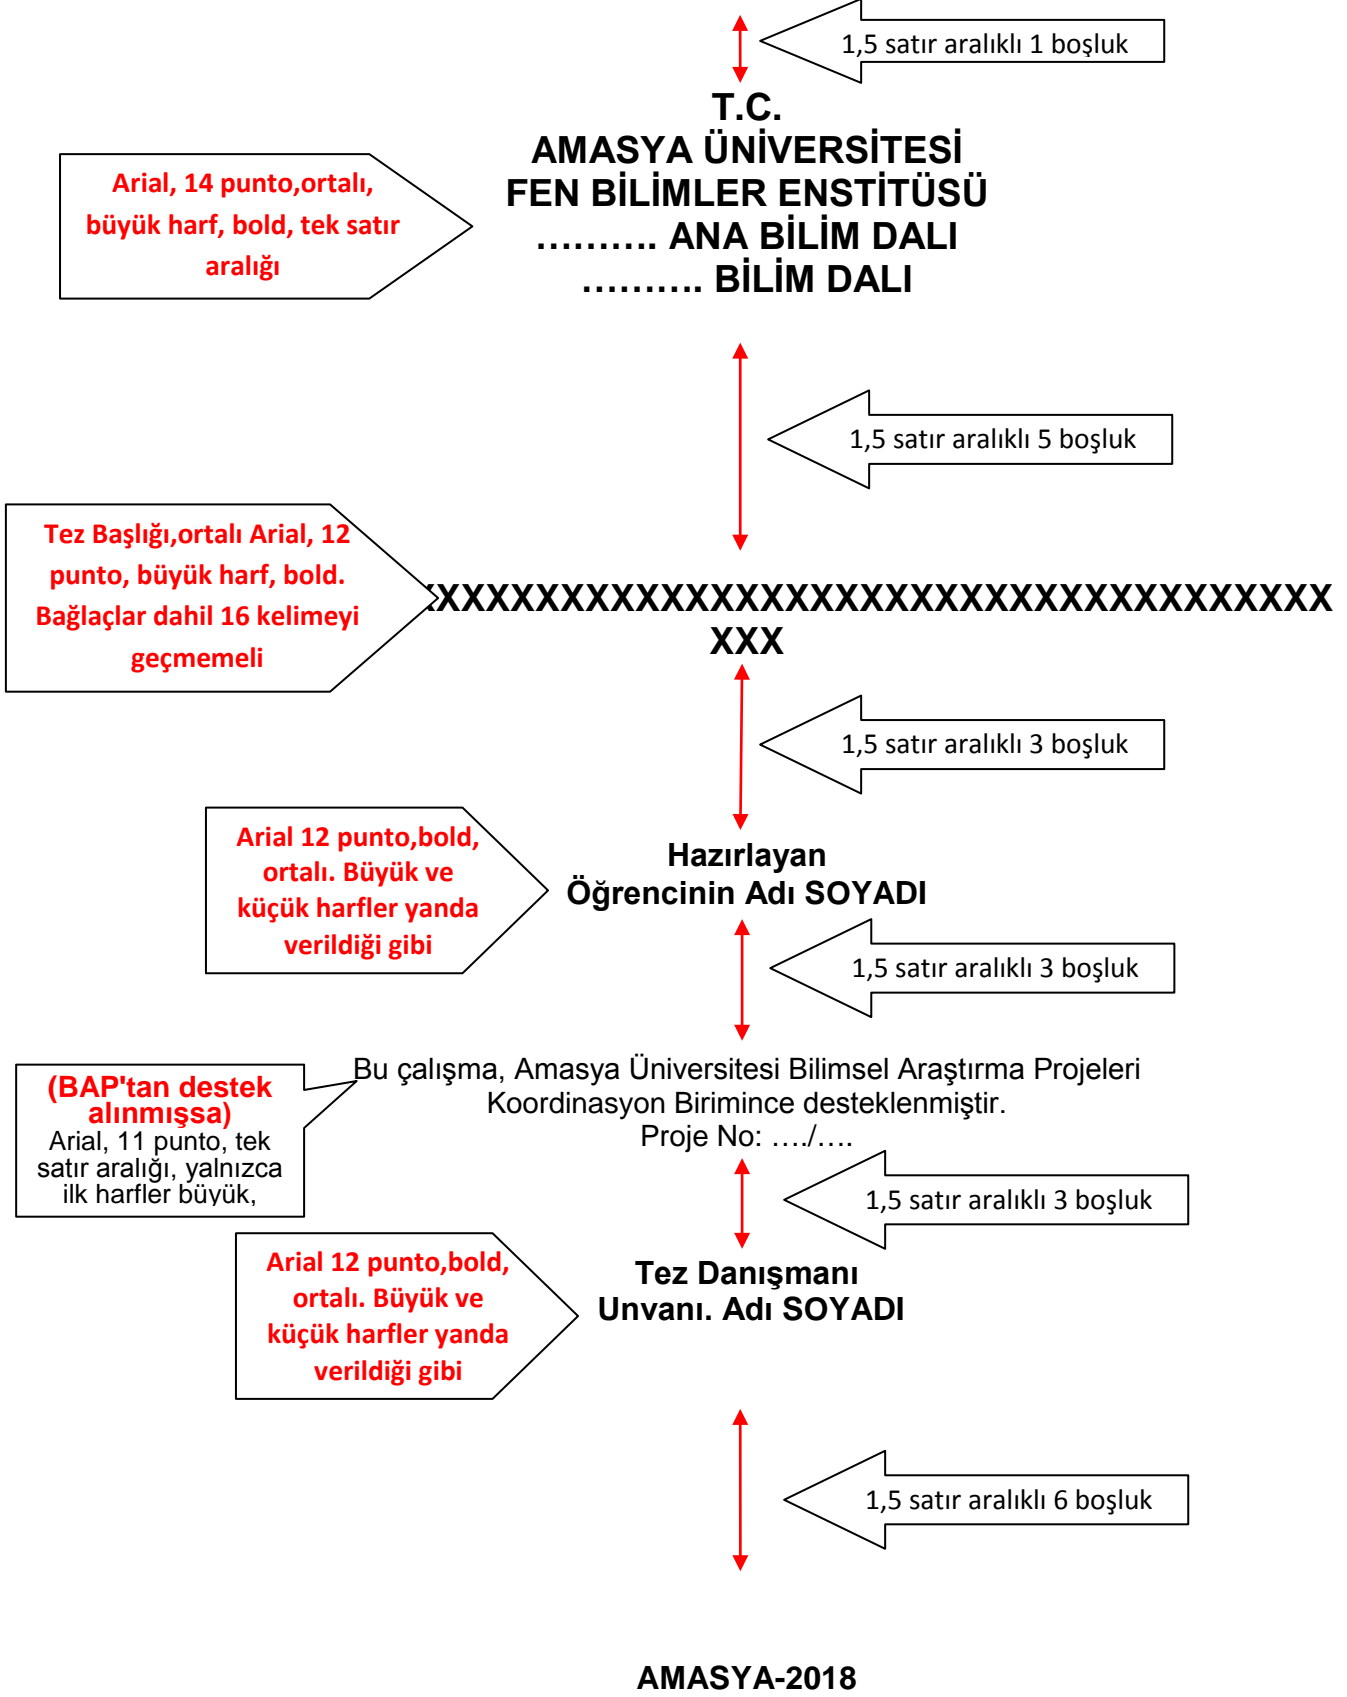 1,5 satır aralıklı 1 boşluk
T.C.
AMASYA ÜNİVERSİTESİ
FEN BİLİMLER ENSTİTÜSÜ
………. ANA BİLİM DALI
………. BİLİM DALI
Arial, 14 punto,ortalı,
büyük harf, bold, tek satır
aralığı
1,5 satır aralıklı 5 boşluk
Tez Başlığı,ortalı Arial, 12
punto, büyük harf, bold.
Bağlaçlar dahil 16 kelimeyi
geçmemeli
XXXXXXXXXXXXXXXXXXXXXXXXXXXXXXXXXXXXX
XXX
1,5 satır aralıklı 3 boşluk
Arial 12 punto,bold,
ortalı. Büyük ve
küçük harfler yanda
verildiği gibi
Hazırlayan
Öğrencinin Adı SOYADI
1,5 satır aralıklı 3 boşluk
(BAP'tan destek
alınmışsa)
Arial, 11 punto, tek
satır aralığı, yalnızca
ilk harfler büyük,
Bu çalışma, Amasya Üniversitesi Bilimsel Araştırma Projeleri
Koordinasyon Birimince desteklenmiştir.
Proje No: …./….
1,5 satır aralıklı 3 boşluk
Arial 12 punto,bold,
ortalı. Büyük ve
küçük harfler yanda
verildiği gibi
Tez Danışmanı
Unvanı. Adı SOYADI
1,5 satır aralıklı 6 boşluk
AMASYA-2018